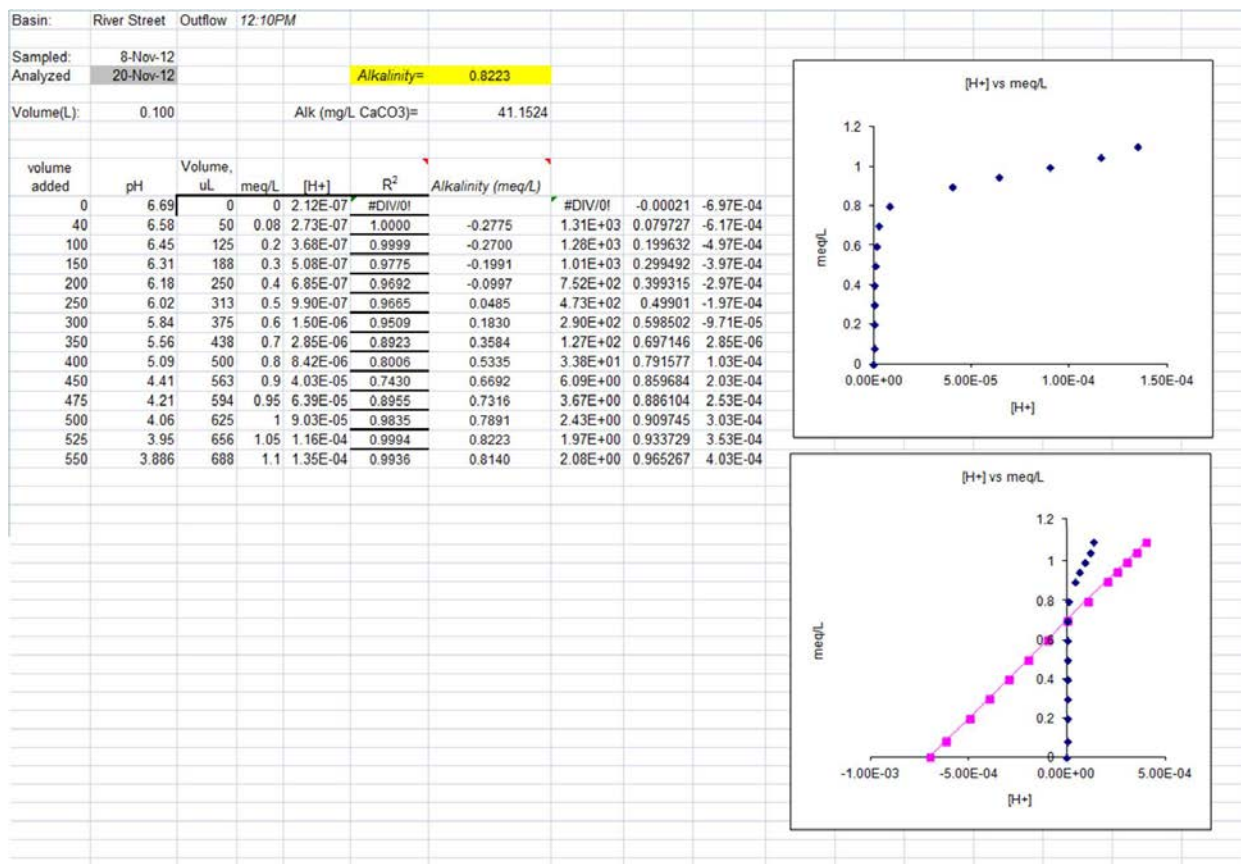 Basin: River Street Outflow 12:10PM
Sampled: 8-Nov-12
Analyzed 20-Nov-12 Alkalinity= 0.8223
Volume(L): 0.100 Alk (mg/L CaCO3)= 41.1524
volume added pH Volume, uL meq/L [H+] R2 Alkalinity (meq/L)
0 6.69 0 0 2.12E-07 #DIV/0! #DIV/0! -0.00021 -6.97E-04
40 6.58 50 0.08 2.73E-07 1.0000 -0.2775 1.31E+03 0.079627 -6.17E-04
100 6.45 125 0.2 3.68E-07 0.9999 -0.2700 1.28E+03 0.199632 -4.97E-04
150 6.31 188 0.3 5.08E-07 0.9775 -0.1991 1.01E+03 0.299492 -3.97E-04
200 6.18 250 0.4 6.85E-07 0.9692 -0.0997 7.52E+02 0.399315 -2.97E-04
250 6.02 313 0.5 9.90E-07 0.9665 0.0485 4.73E+02 0.49901 -1.97E-04
300 5.84 375 0.6 1.50E-06 0.9509 0.1830 2.90E+02 0.598502 -9.71E-05
350 5.56 438 0.7 2.85E-06 0.8923 0.3584 1.27E+02 0.697146 2.85E-06
400 5.09 500 0.8 8.42E-06 0.8006 0.5335 3.38E+01 0.791577 1.03E-04
450 4.41 563 0.9 4.03E-05 0.7430 0.6692 6.09E+00 0.859684 2.03E-04
475 4.21 594 0.95 6.39E-05 0.8955 0.7316 3.67E+00 0.886104 2.53E-04
500 4.06 625 1 9.03E-05 0.9835 0.7891 2.43E+00 0.909745 3.03E-04
525 3.95 656 1.05 1.16E-04 0.9994 0.8223 1.97E+00 0.933729 3.53E-04
550 3.886 688 1.1 1.35E-04 0.9936 0.8140 2.08E+00 0.965267 4.03E-04
[H+] vs meq/L
1.2
1
0.8
0.6
0.4
0.2
0
meq/L
0.00E+00 5.00E-05 1.00E-04 1.50E-04
[H+]
[H+] vs meq/L
1.2
1
0.8
0.6
0.4
0.2
0
meq/L
-1.00E-03 -5.00E-04 0.00E+00 5.00E-04
[H+]